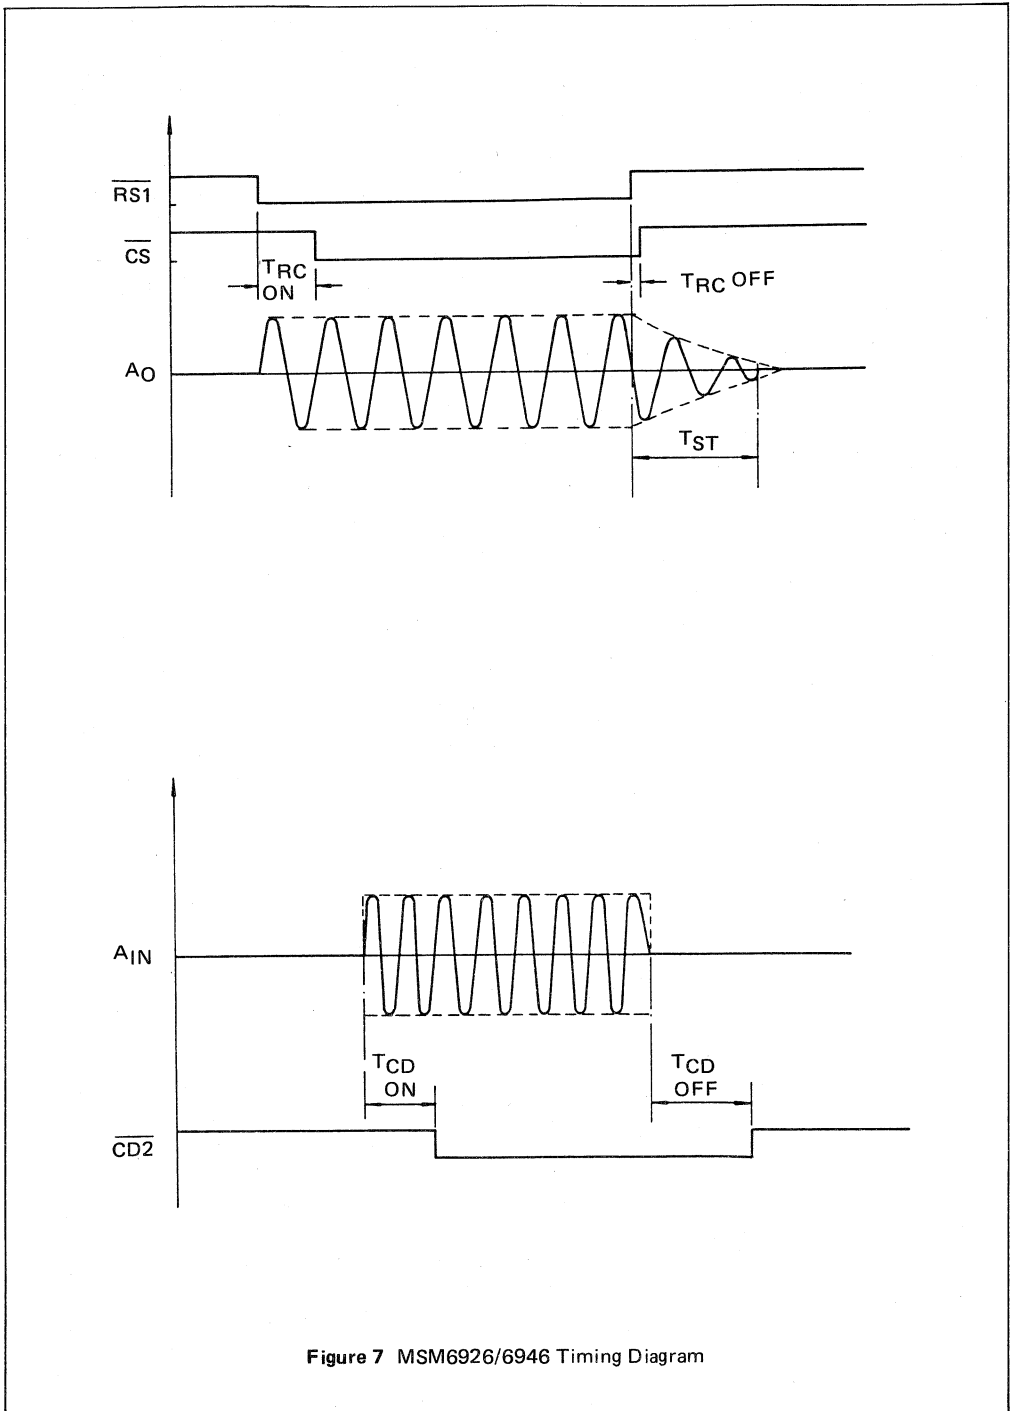 RS1
CS
TRC
ON
TRC OFF
AO
TST
AIN
TCD
ON
TCD
OFF
CD2
Figure 7 MSM6926/6946 Timing Diagram